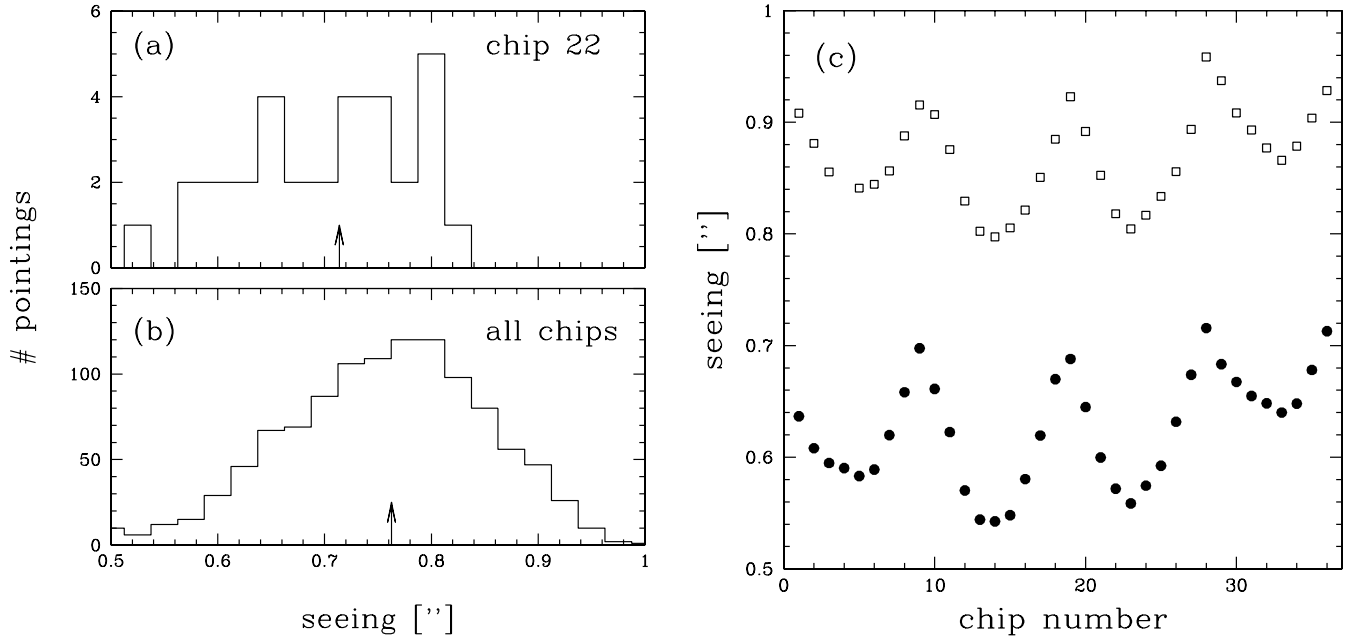 (a)
chip 22
6
4
2
0
# pointings
(b)
all chips
150
100
50
0
0.5 0.6 0.7 0.8 0.9 1
seeing [”]
(c)
1
0.9
0.8
0.7
0.6
0.5
seeing [”]
0 10 20 30
chip number